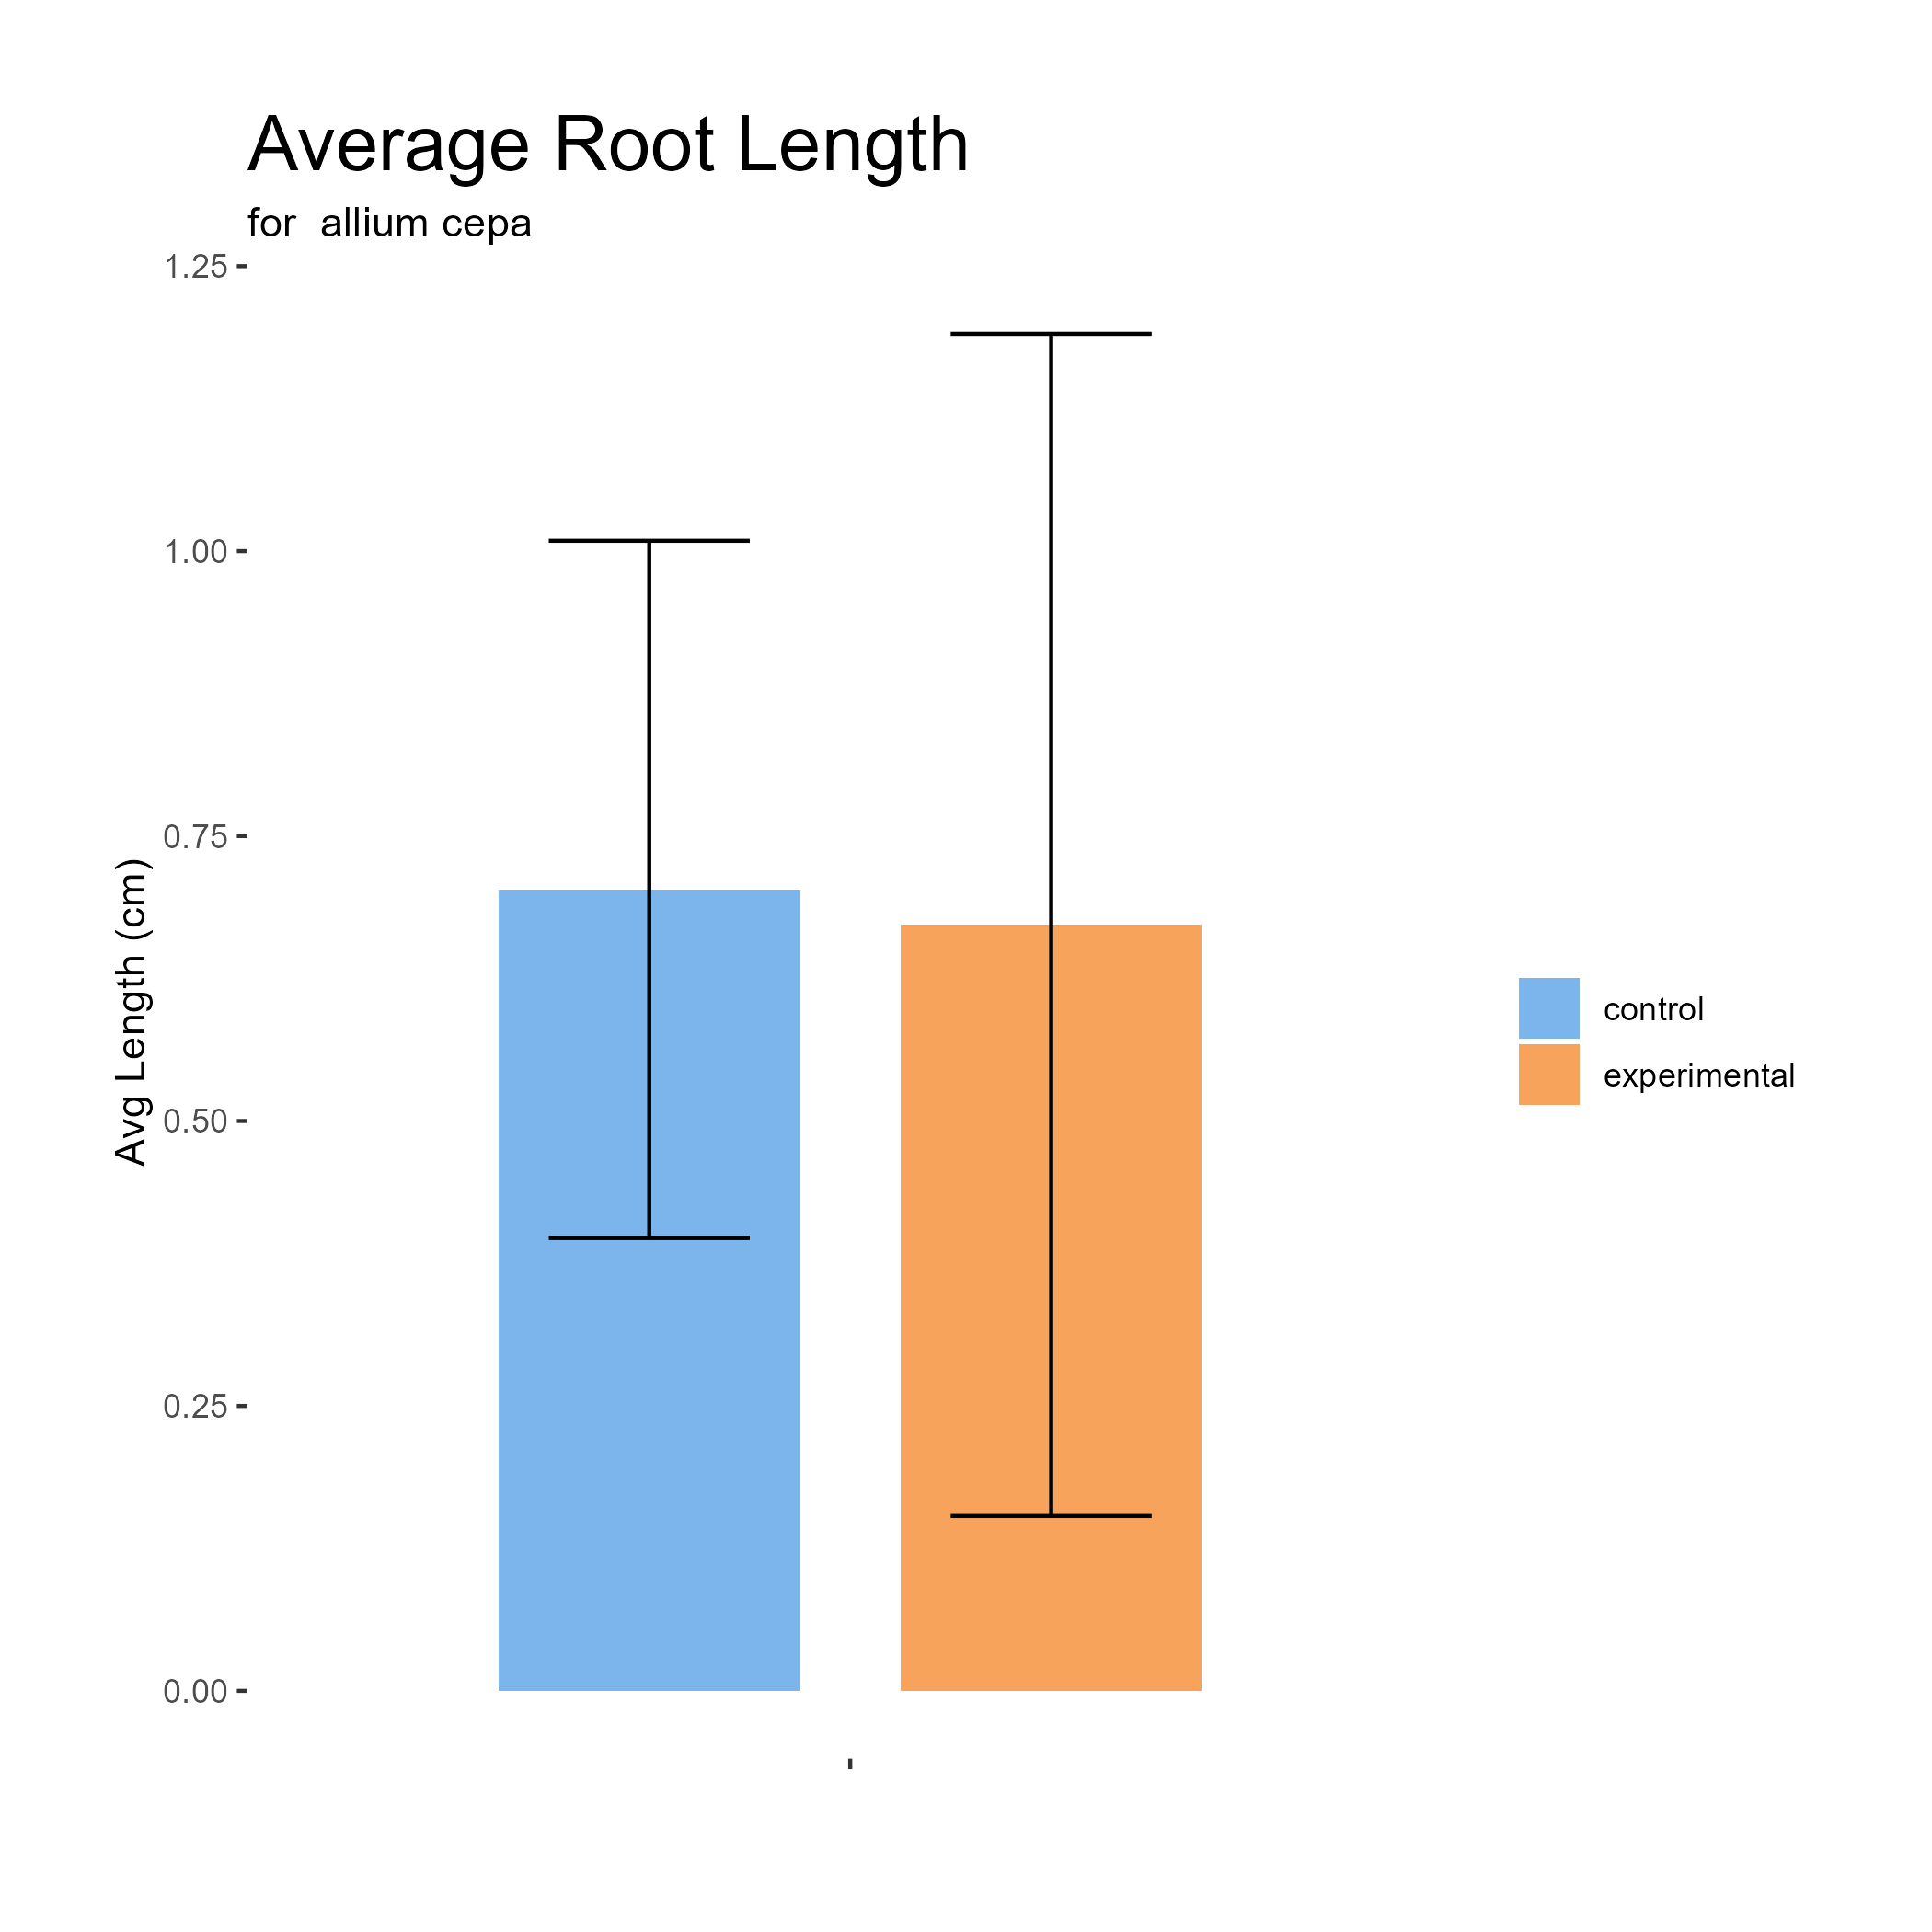 Average Root Length
for  allium cepa
1.25
1.00
0.75
0.50
0.25
0.00
Avg Length (cm)
control
experimental